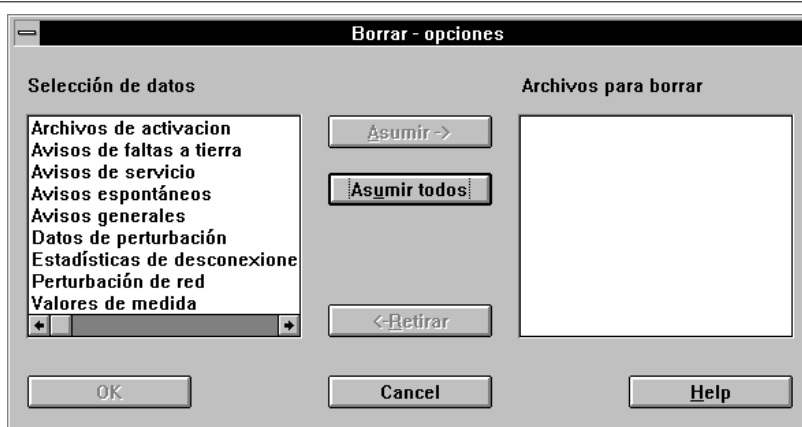 Borrar - opciones
Selección de datos
Archivos para borrar
Archivos de activacion
Avisos de faltas a tierra
Avisos de servicio
Avisos espontáneos
Avisos generales
Datos de perturbación
Estadísticas de desconexione
Perturbación de red
Valores de medida
Asumir ->
Asumir todos
<-Retirar
OK
Cancel
Help